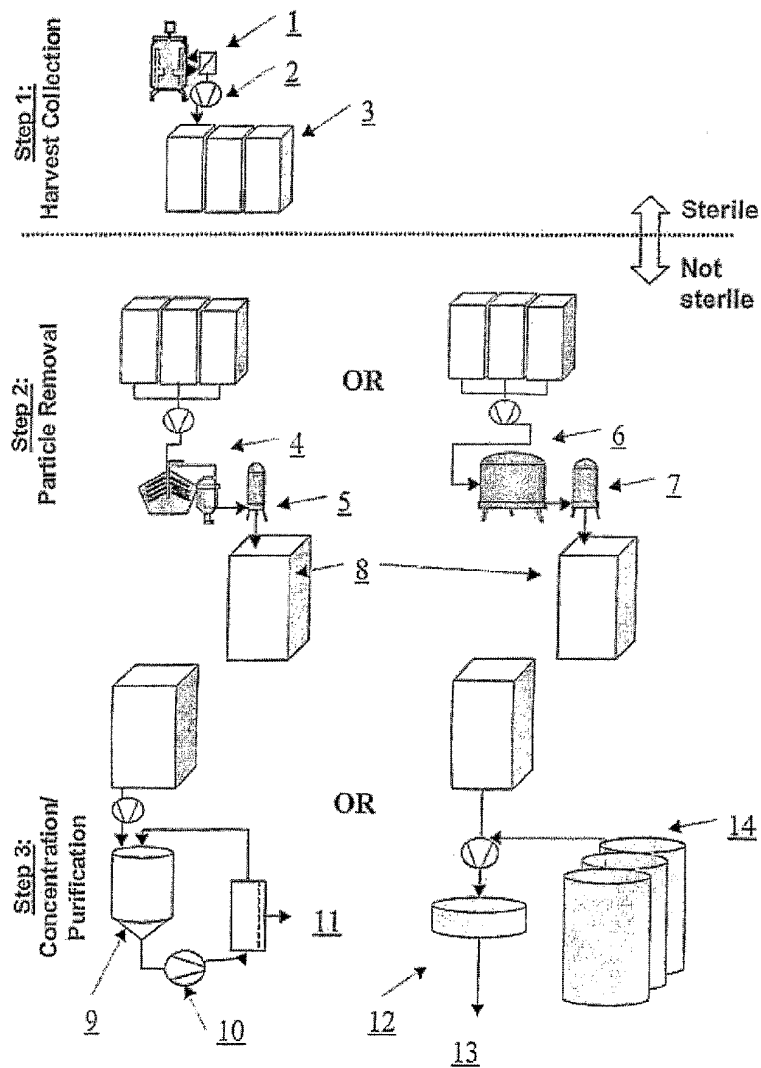 Step 1:
Harvest Collection
1
2
3
Sterile
Not
sterile
Step 2:
Particle Removal
OR
4
5
6
7
8
Step 3:
Concentration/
Purification
OR
9
10
11
12
13
14